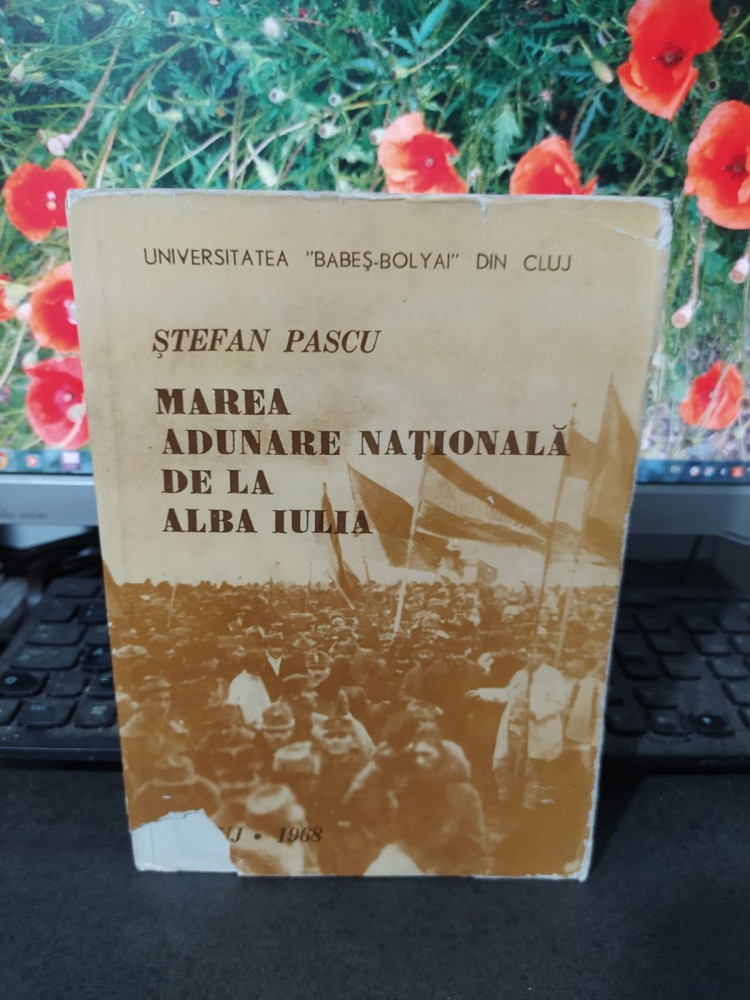 UNIVERSITATEA "BABEŞ-BOLYAI" DIN CLUJ
ŞTEFAN PASCU
MAREA
ADUNARE NAŢIONALĂ
DE LA
ALBA IULIA
1968